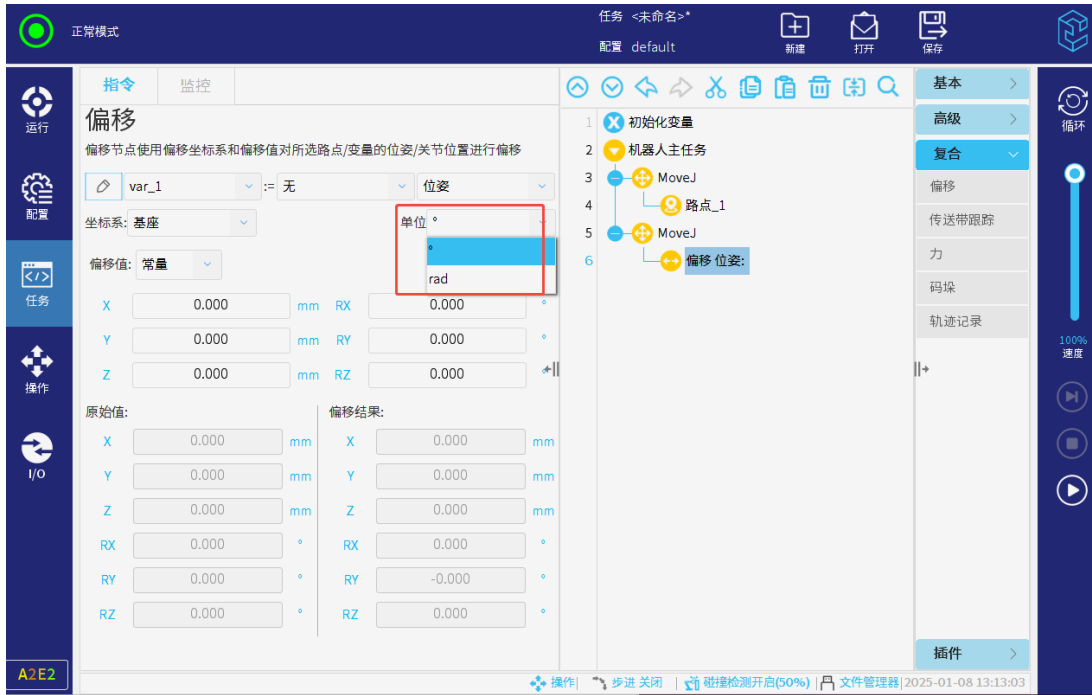 正常模式
任务 <未命名>*
配置 default
新建
打开
保存
运行
配置
任务
操作
I/O
A2E2
指令 监控
偏移
偏移节点使用偏移坐标系和偏移值对所选路点/变量的位姿/关节位置进行偏移
var_1 := 无 位姿
坐标系: 基座 单位 °
°
rad
偏移值: 常量
X 0.000 mm RX 0.000 °
Y 0.000 mm RY 0.000 °
Z 0.000 mm RZ 0.000 °
原始值: 偏移结果:
X 0.000 mm X 0.000 mm
Y 0.000 mm Y 0.000 mm
Z 0.000 mm Z 0.000 mm
RX 0.000 ° RX 0.000 °
RY 0.000 ° RY -0.000 °
RZ 0.000 ° RZ 0.000 °
1 初始化变量
2 机器人主任务
3 MoveJ
4 路点_1
5 MoveJ
6 偏移 位姿:
基本
高级
复合
偏移
传送带跟踪
力
码垛
轨迹记录
插件
循环
100%
速度
操作 | 步进 关闭 | 碰撞检测开启(50%) | 文件管理器 | 2025-01-08 13:13:03